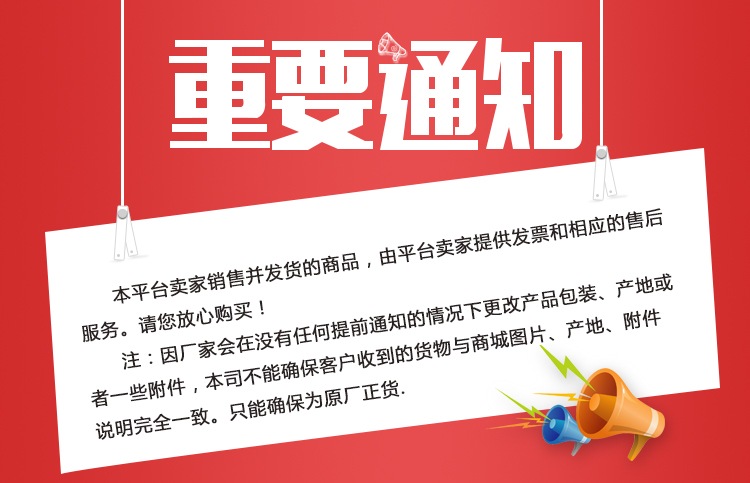 重要通知
本平台卖家销售并发货的商品，由平台卖家提供发票和相应的售后
服务。请您放心购买！
注：因厂家会在没有任何提前通知的情况下更改产品包装、产地或
者一些附件，本司不能确保客户收到的货物与商城图片、产地、附件
说明完全一致。只能确保为原厂正货.